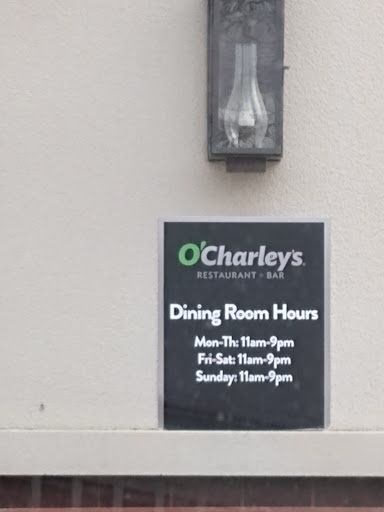 O'Charley's
RESTAURANT + BAR
Dining Room Hours
Mon-Th: 11am-9pm
Fri-Sat: 11am-9pm
Sunday: 11am-9pm